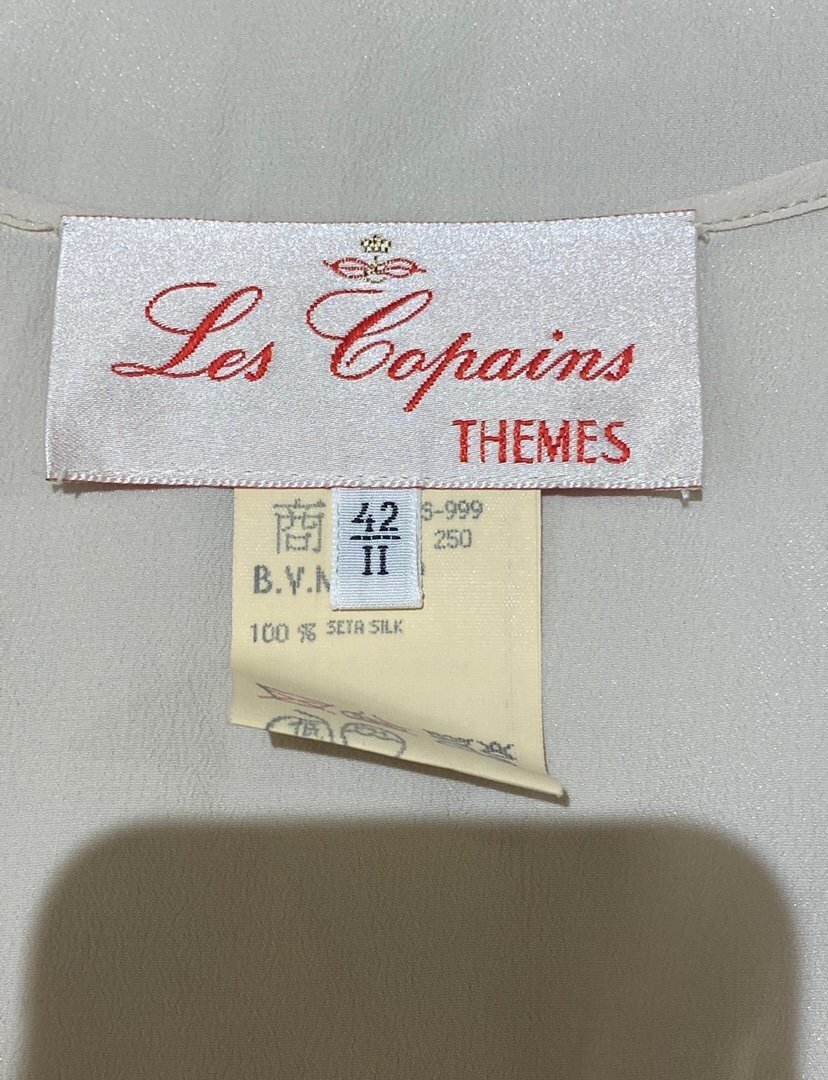 Les Copains
THEMES
42
II
商
S-999
250
B.V.
100 % SETA SILK